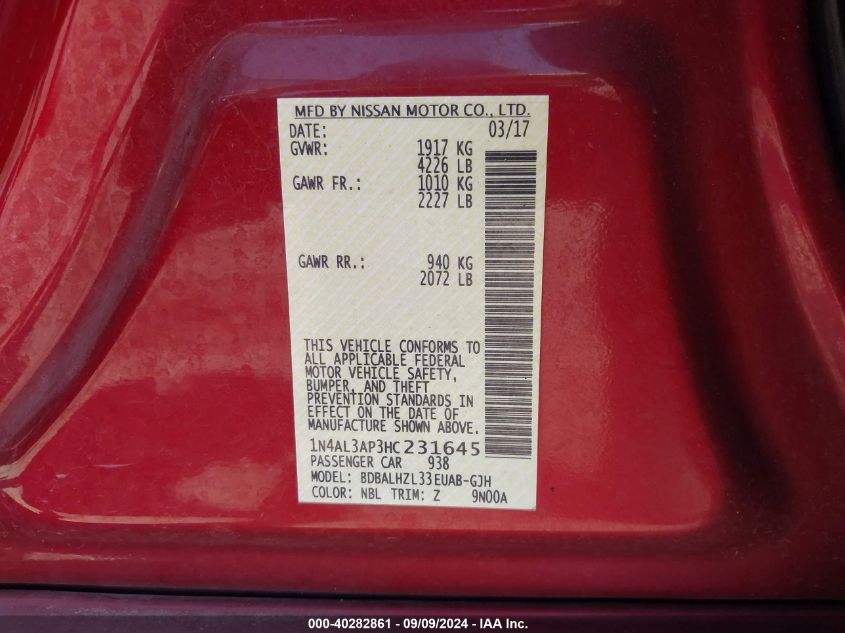 MFD BY NISSAN MOTOR CO., LTD.
DATE: 03/17
GVWR: 1917 KG
4226 LB
GAWR FR.: 1010 KG
2227 LB
GAWR RR.: 940 KG
2072 LB
THIS VEHICLE CONFORMS TO
ALL APPLICABLE FEDERAL
MOTOR VEHICLE SAFETY,
BUMPER, AND THEFT
PREVENTION STANDARDS IN
EFFECT ON THE DATE OF
MANUFACTURE SHOWN ABOVE.
1N4AL3AP3HC231645
PASSENGER CAR 938
MODEL: BDBALHZL33EUAB-GJH
COLOR: NBL TRIM: Z 9N00A
000-40282861 - 09/09/2024 - IAA Inc.